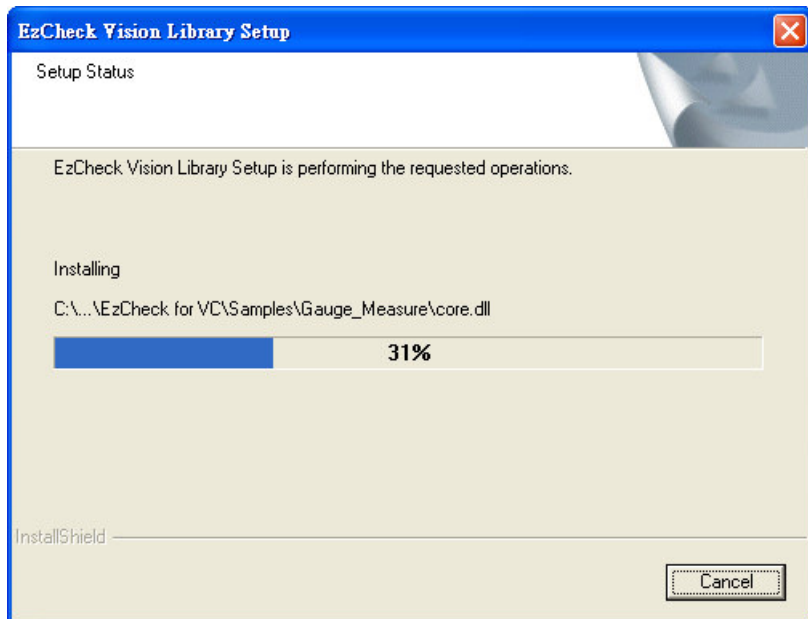 EzCheck Vision Library Setup
Setup Status
EzCheck Vision Library Setup is performing the requested operations.
Installing
C:\...\EzCheck for VC\Samples\Gauge_Measure\core.dll
31%
InstallShield
Cancel